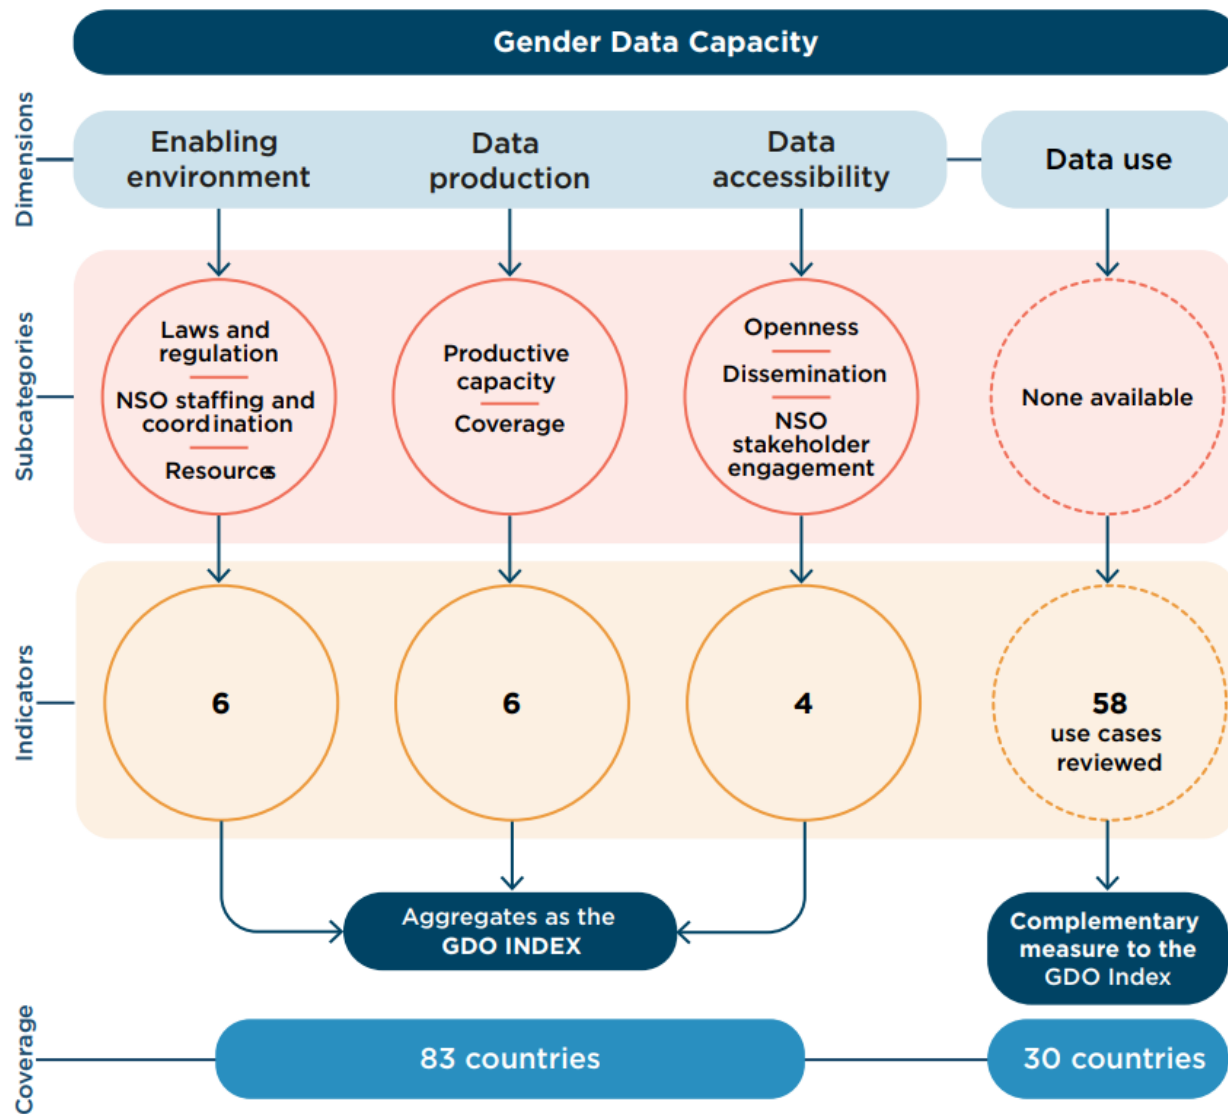 Gender Data Capacity
Dimensions
Enabling
environment
Data
production
Data
accessibility
Data use
Subcategories
Laws and
regulation
NSO staffing and
coordination
Resources
Productive
capacity
Coverage
Openness
Dissemination
NSO
stakeholder
engagement
None available
Indicators
6
6
4
58
use cases
reviewed
Aggregates as the
GDO INDEX
Complementary
measure to the
GDO Index
Coverage
83 countries
30 countries